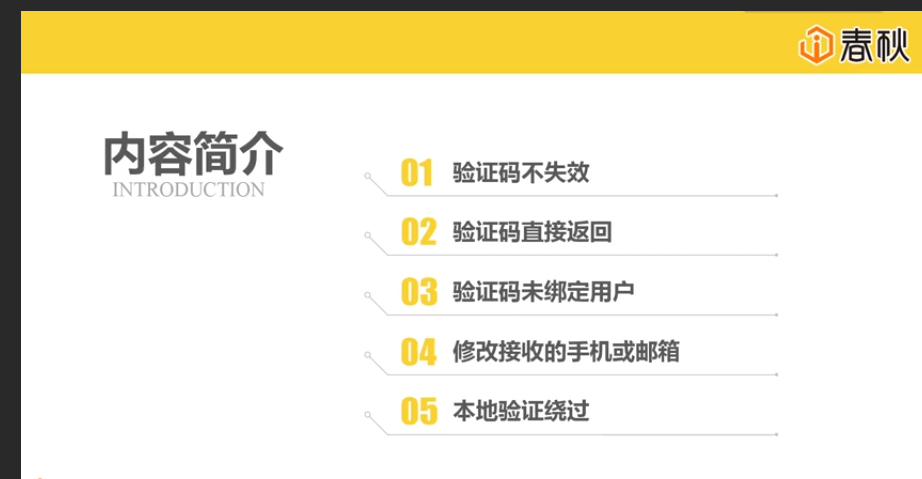 i春秋
内容简介
INTRODUCTION
01 验证码不失效
02 验证码直接返回
03 验证码未绑定用户
04 修改接收的手机或邮箱
05 本地验证绕过